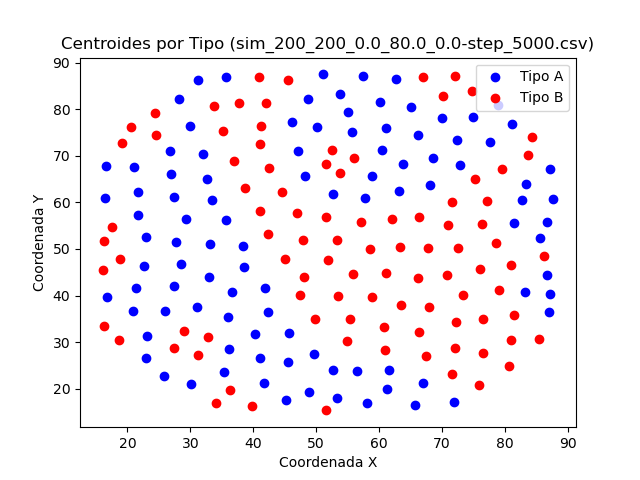 Centroides por Tipo (sim_200_200_0.0_80.0_0.0-step_5000.csv)
Tipo A
Tipo B
90
80
70
60
50
40
30
20
Coordenada Y
20 30 40 50 60 70 80 90
Coordenada X